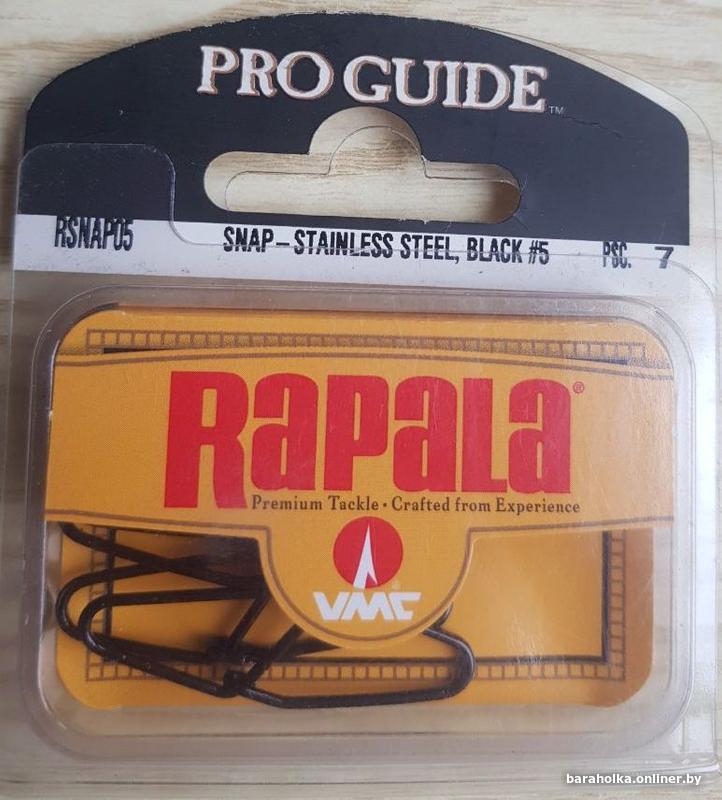 PRO GUIDE™
RSNAP05 SNAP – STAINLESS STEEL, BLACK #5 PSC. 7
RAPALA®
Premium Tackle • Crafted from Experience
VMC®
baraholka.onliner.by